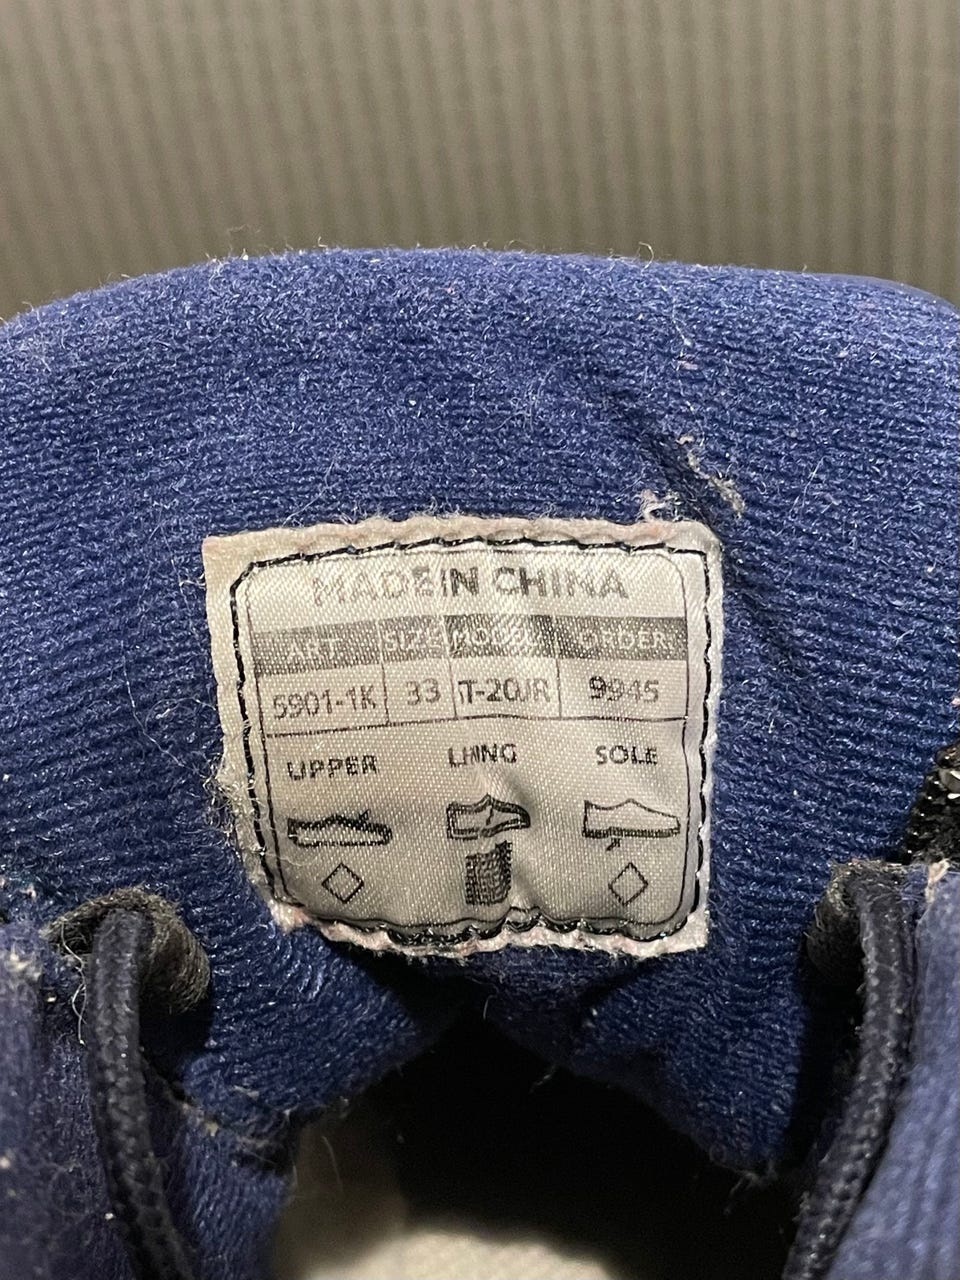 MADE IN CHINA
ART. SIZE MODEL ORDER
5901-1K 33 T-20JR 9945
UPPER LINING SOLE